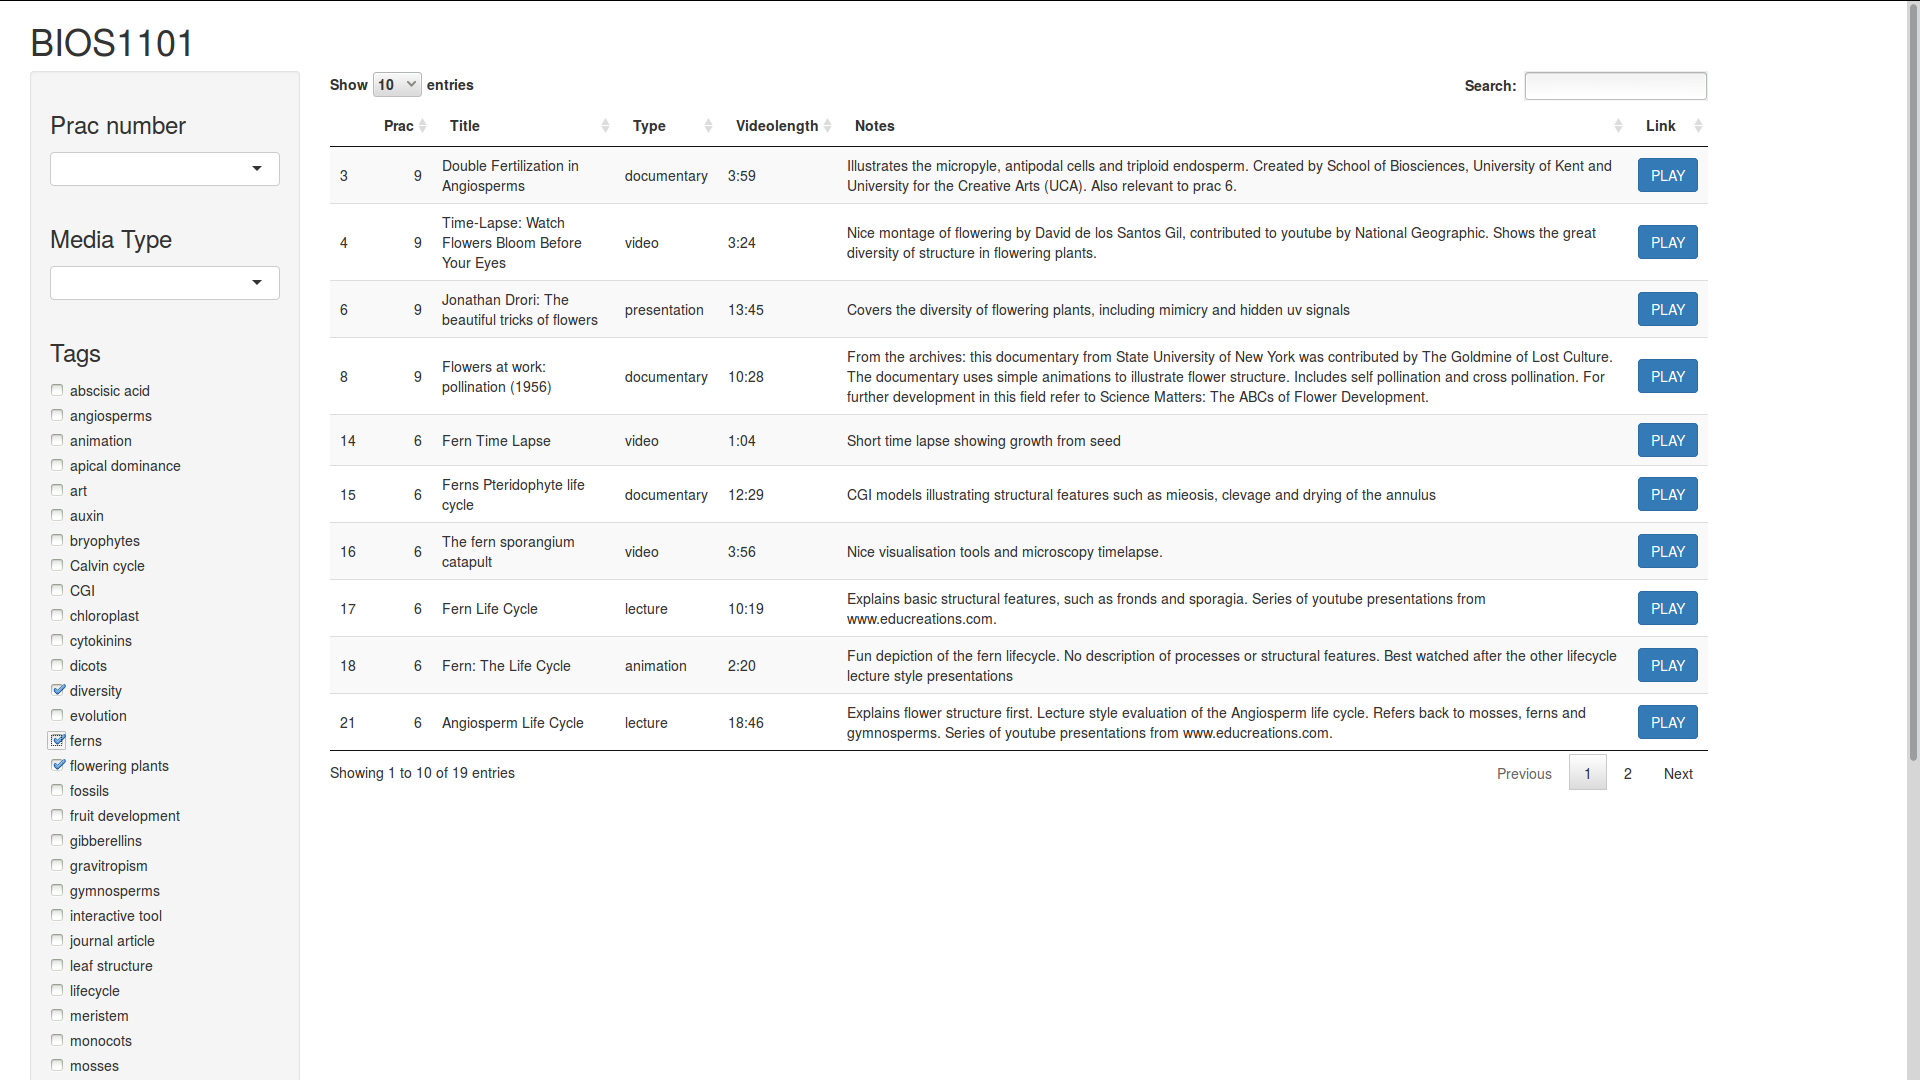 BIOS1101
Prac number
Media Type
Tags
abscisic acid
angiosperms
animation
apical dominance
art
auxin
bryophytes
Calvin cycle
CGI
chloroplast
cytokinins
dicots
diversity
evolution
ferns
flowering plants
fossils
fruit development
gibberellins
gravitropism
gymnosperms
interactive tool
journal article
leaf structure
lifecycle
meristem
monocots
mosses
Show 10 entries
Search:
Prac Title Type Videolength Notes Link
3 9 Double Fertilization in Angiosperms documentary 3:59 Illustrates the micropyle, antipodal cells and triploid endosperm. Created by School of Biosciences, University of Kent and University for the Creative Arts (UCA). Also relevant to prac 6. PLAY
4 9 Time-Lapse: Watch Flowers Bloom Before Your Eyes video 3:24 Nice montage of flowering by David de los Santos Gil, contributed to youtube by National Geographic. Shows the great diversity of structure in flowering plants. PLAY
6 9 Jonathan Drori: The beautiful tricks of flowers presentation 13:45 Covers the diversity of flowering plants, including mimicry and hidden uv signals PLAY
8 9 Flowers at work: pollination (1956) documentary 10:28 From the archives: this documentary from State University of New York was contributed by The Goldmine of Lost Culture. The documentary uses simple animations to illustrate flower structure. Includes self pollination and cross pollination. For further development in this field refer to Science Matters: The ABCs of Flower Development. PLAY
14 6 Fern Time Lapse video 1:04 Short time lapse showing growth from seed PLAY
15 6 Ferns Pteridophyte life cycle documentary 12:29 CGI models illustrating structural features such as mieosis, clevage and drying of the annulus PLAY
16 6 The fern sporangium catapult video 3:56 Nice visualisation tools and microscopy timelapse. PLAY
17 6 Fern Life Cycle lecture 10:19 Explains basic structural features, such as fronds and sporagia. Series of youtube presentations from www.educreations.com. PLAY
18 6 Fern: The Life Cycle animation 2:20 Fun depiction of the fern lifecycle. No description of processes or structural features. Best watched after the other lifecycle lecture style presentations PLAY
21 6 Angiosperm Life Cycle lecture 18:46 Explains flower structure first. Lecture style evaluation of the Angiosperm life cycle. Refers back to mosses, ferns and gymnosperms. Series of youtube presentations from www.educreations.com. PLAY
Showing 1 to 10 of 19 entries
Previous 1 2 Next